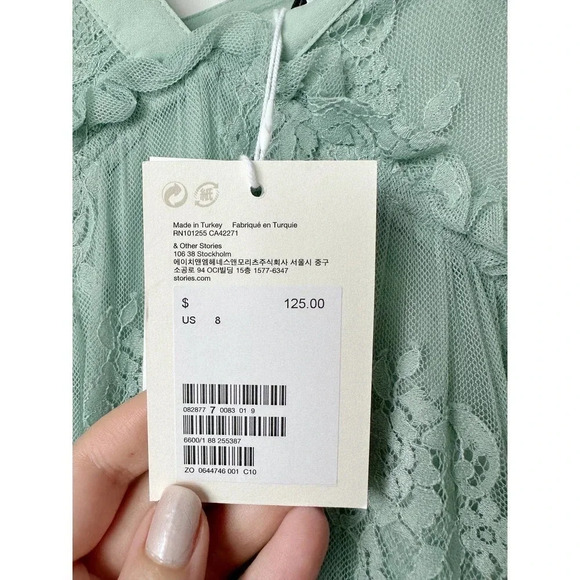 紙
Made in Turkey Fabriqué en Turquie
RN101255 CA42271
& Other Stories
106 38 Stockholm
에이치앤엠헤네스앤모리츠주식회사 서울시 중구
소공로 94 OCI빌딩 15층 1577-6347
stories.com
$ 125.00
US 8
082877 7 0083 01 9
6600/1 88 255387
ZO 0644746 001 C10